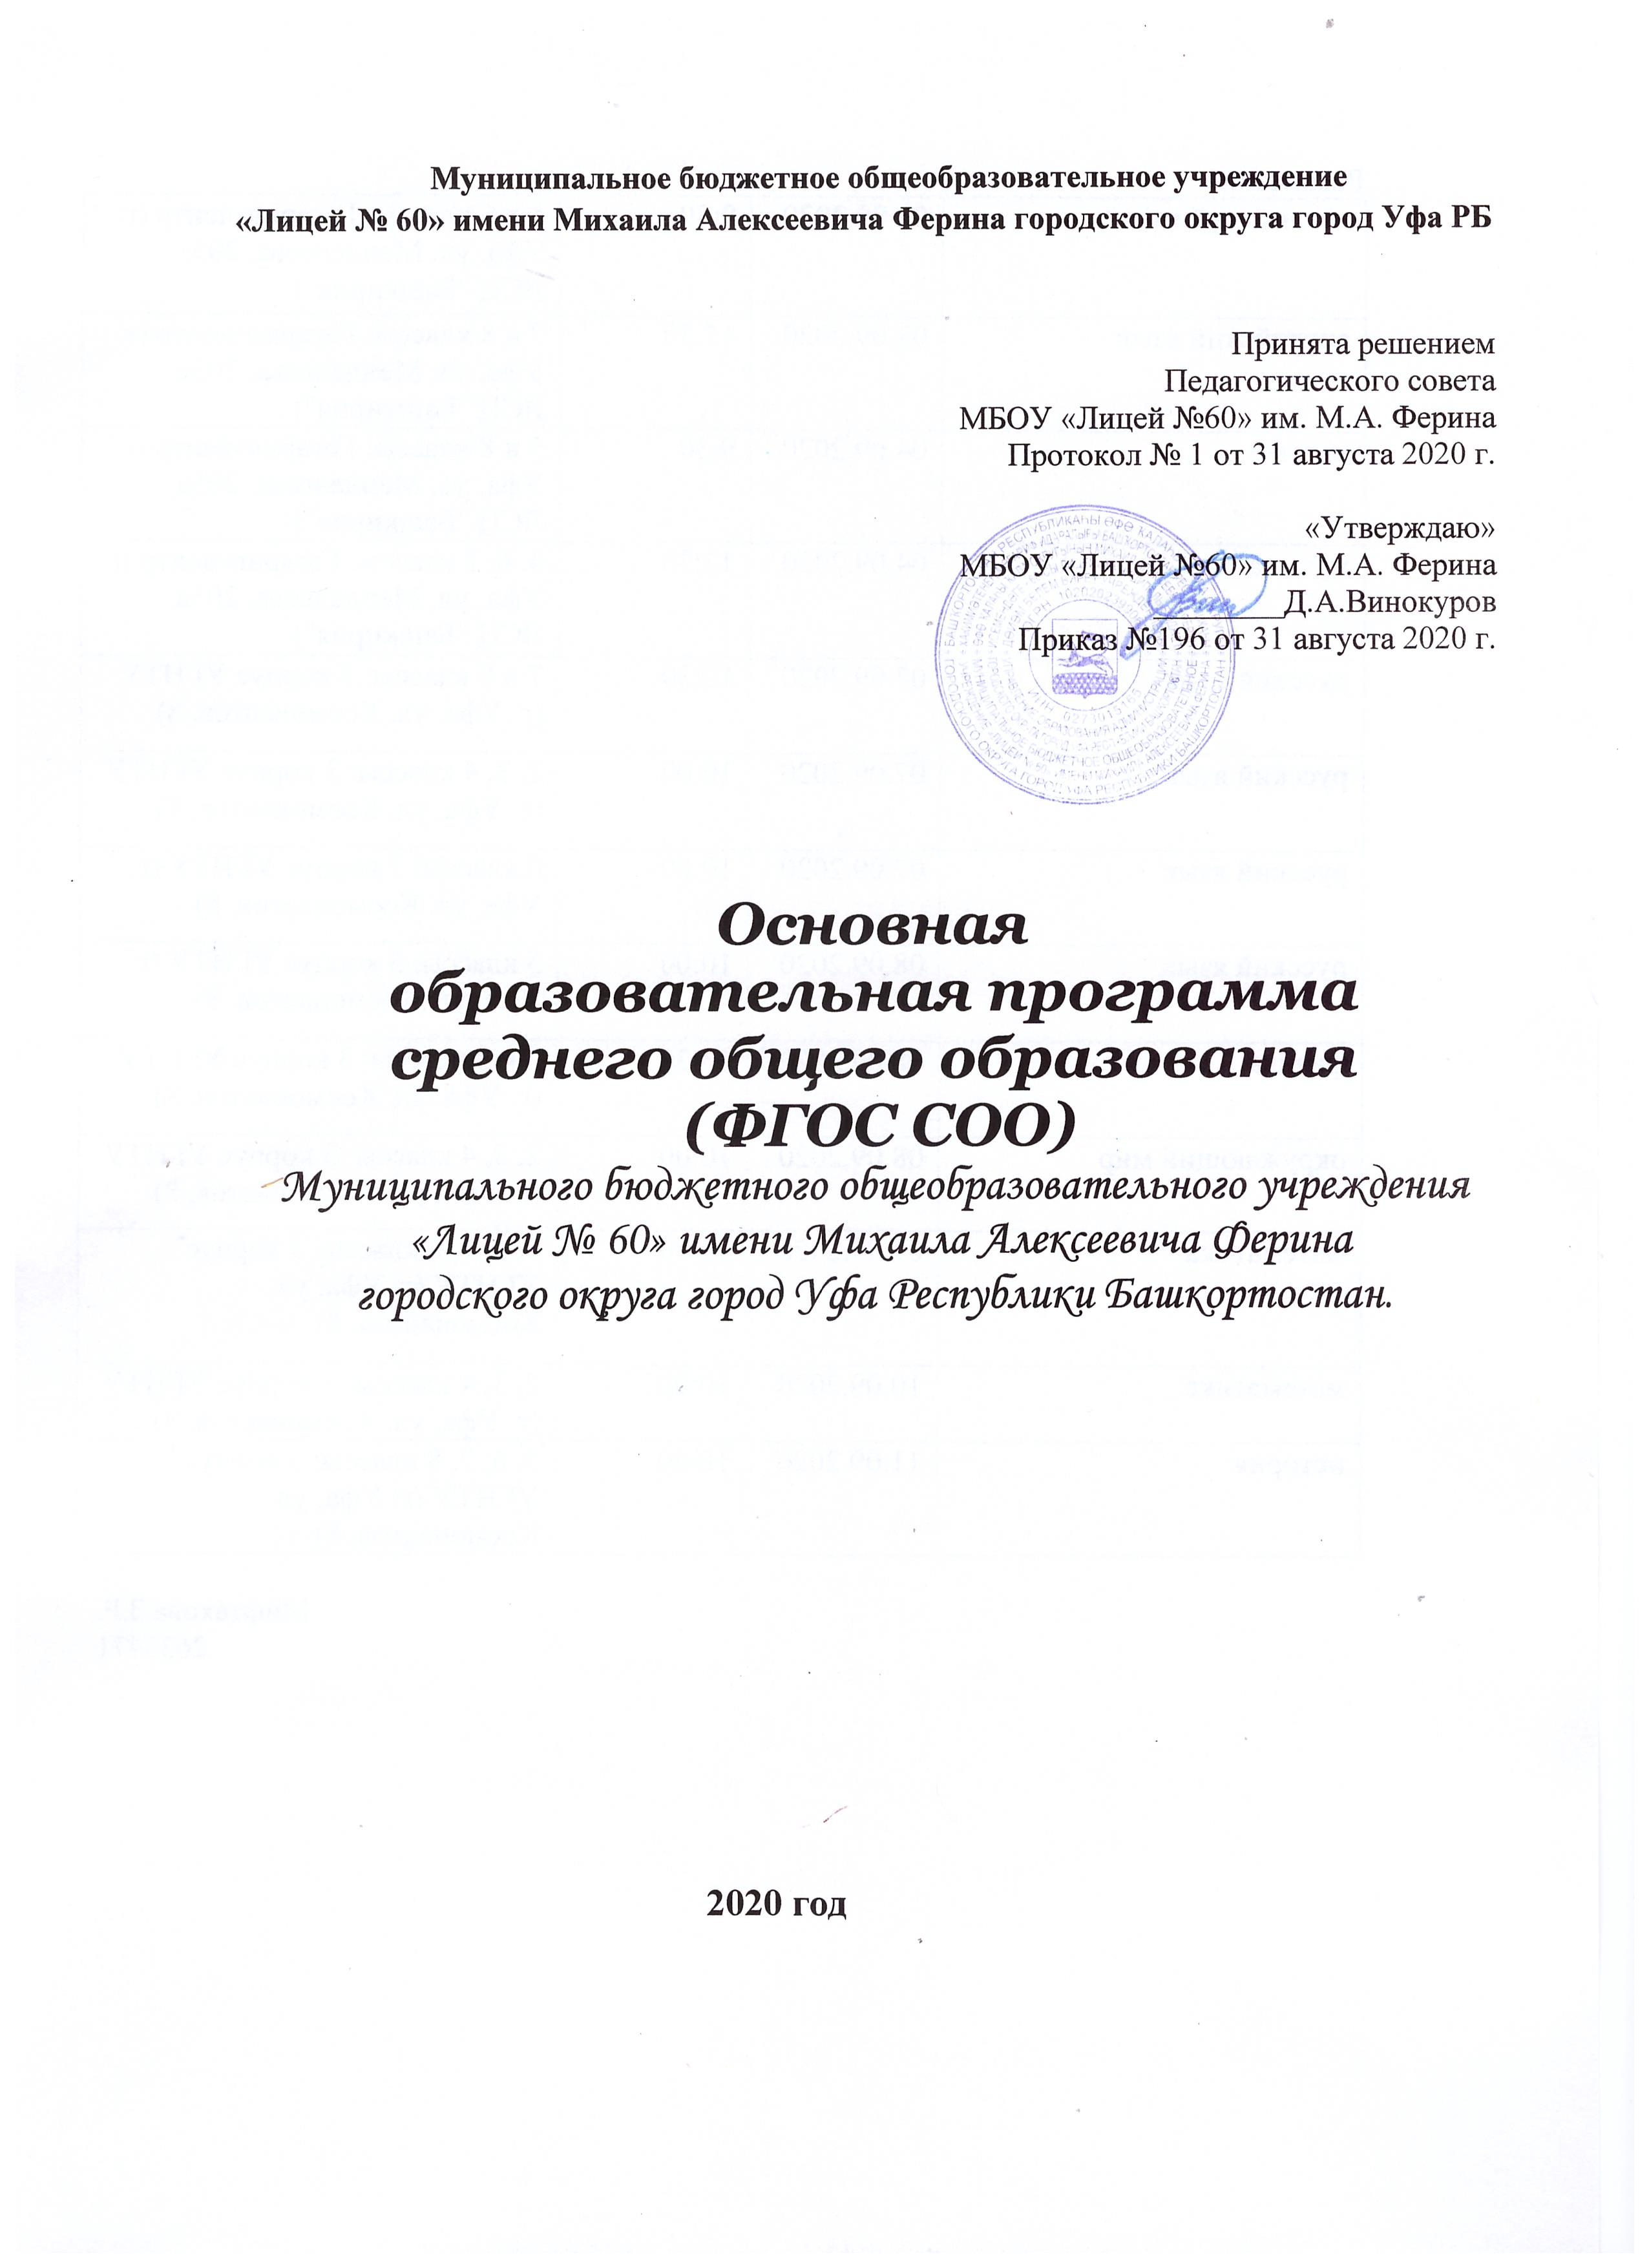 Муниципальное бюджетное общеобразовательное учреждение
«Лицей № 60» имени Михаила Алексеевича Ферина городского округа город Уфа РБ
Принята решением
Педагогического совета
МБОУ «Лицей №60» им. М.А. Ферина
Протокол № 1 от 31 августа 2020 г.
«Утверждаю»
МБОУ «Лицей №60» им. М.А. Ферина
________Д.А.Винокуров
Приказ №196 от 31 августа 2020 г.
Основная
образовательная программа
среднего общего образования
(ФГОС СОО)
Муниципального бюджетного общеобразовательного учреждения
«Лицей № 60» имени Михаила Алексеевича Ферина
городского округа город Уфа Республики Башкортостан.
2020 год